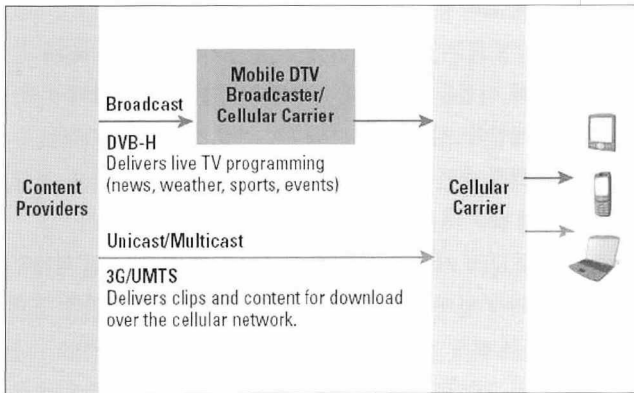 Mobile DTV
Broadcaster/
Cellular Carrier
Broadcast
DVB-H
Delivers live TV programming
(news, weather, sports, events)
Content
Providers
Cellular
Carrier
Unicast/Multicast
3G/UMTS
Delivers clips and content for download
over the cellular network.